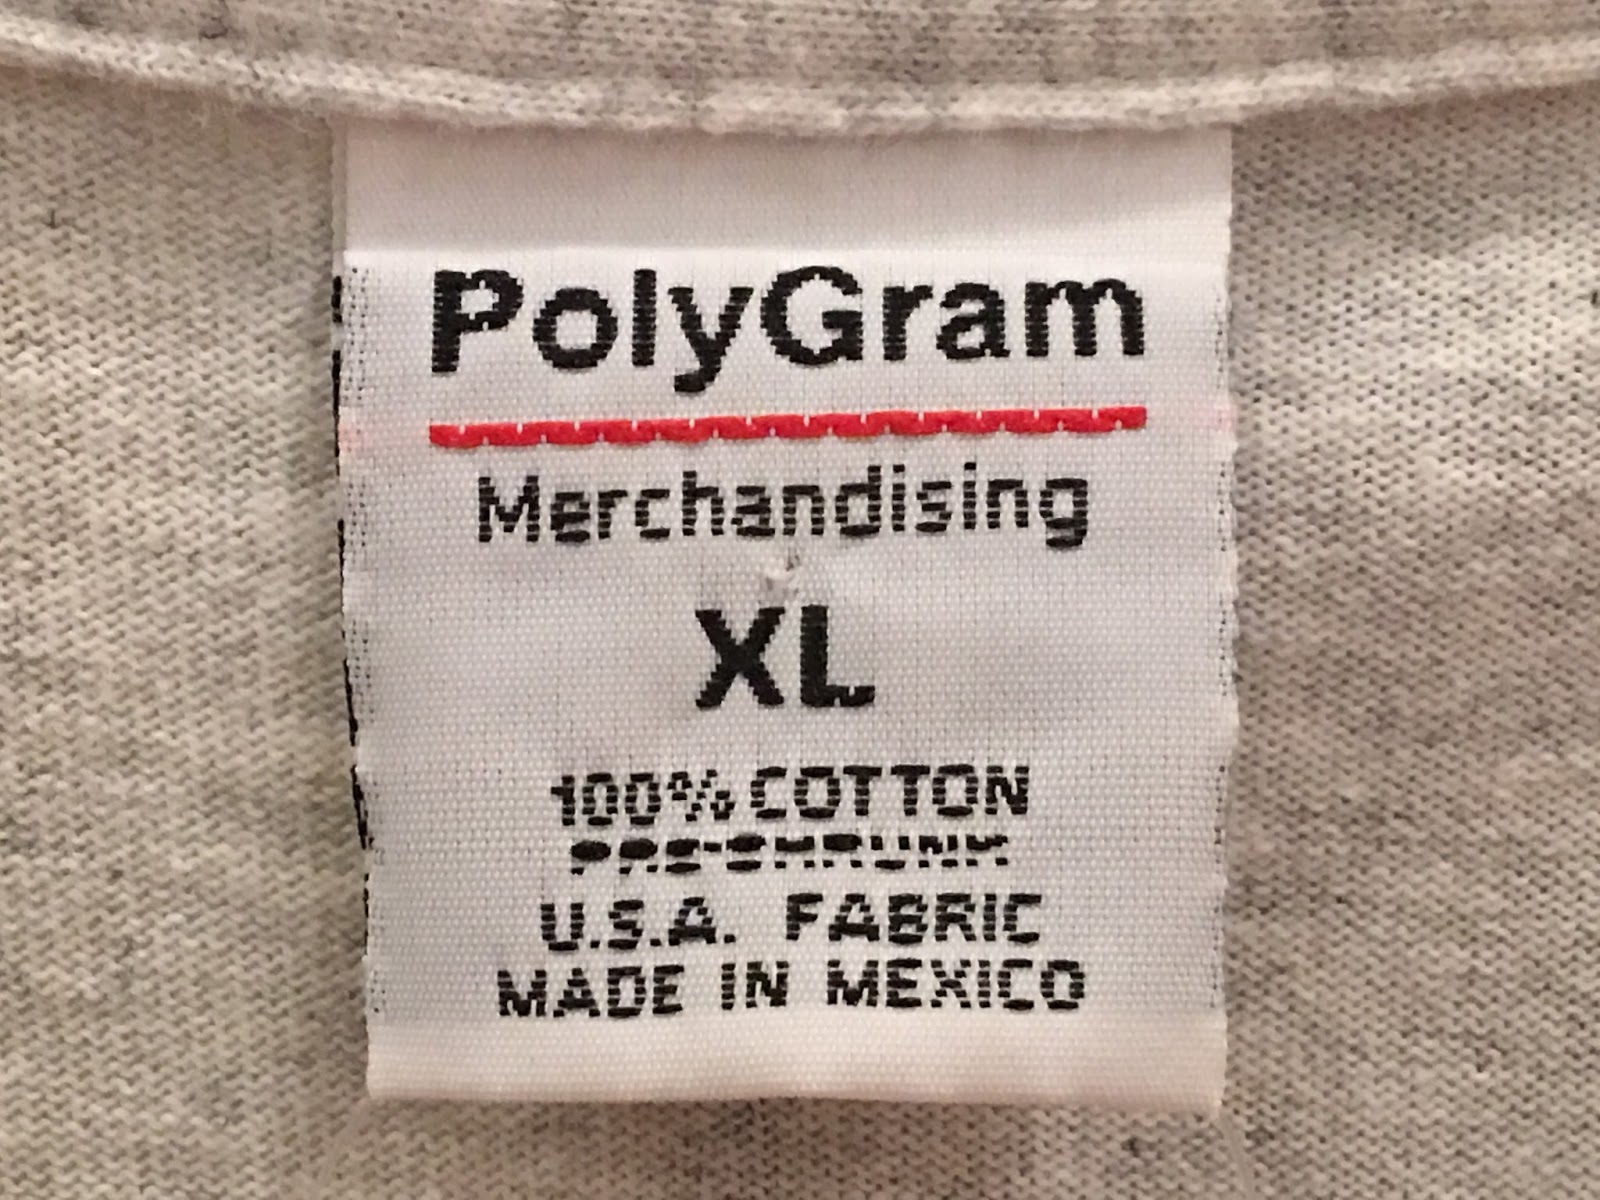 PolyGram
Merchandising
XL
100% COTTON
PRE-SHRUNK
U.S.A. FABRIC
MADE IN MEXICO